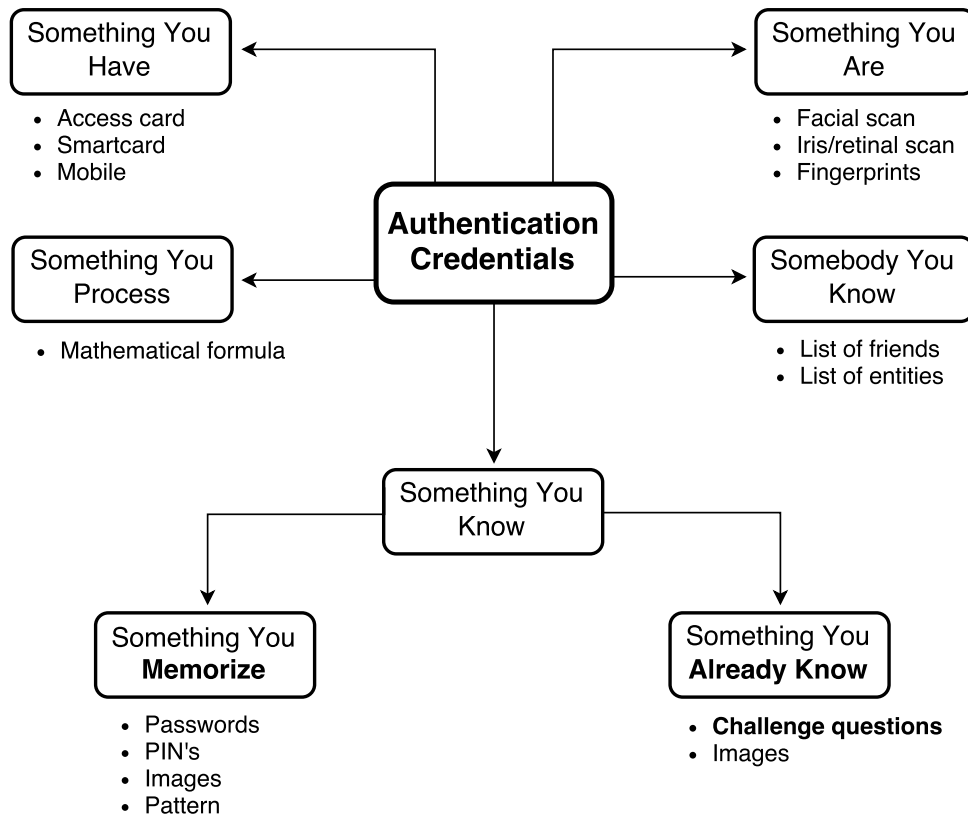 Something You
Have
• Access card
• Smartcard
• Mobile
Something You
Are
• Facial scan
• Iris/retinal scan
• Fingerprints
Authentication
Credentials
Something You
Process
• Mathematical formula
Somebody You
Know
• List of friends
• List of entities
Something You
Know
Something You
Memorize
• Passwords
• PIN's
• Images
• Pattern
Something You
Already Know
• Challenge questions
• Images